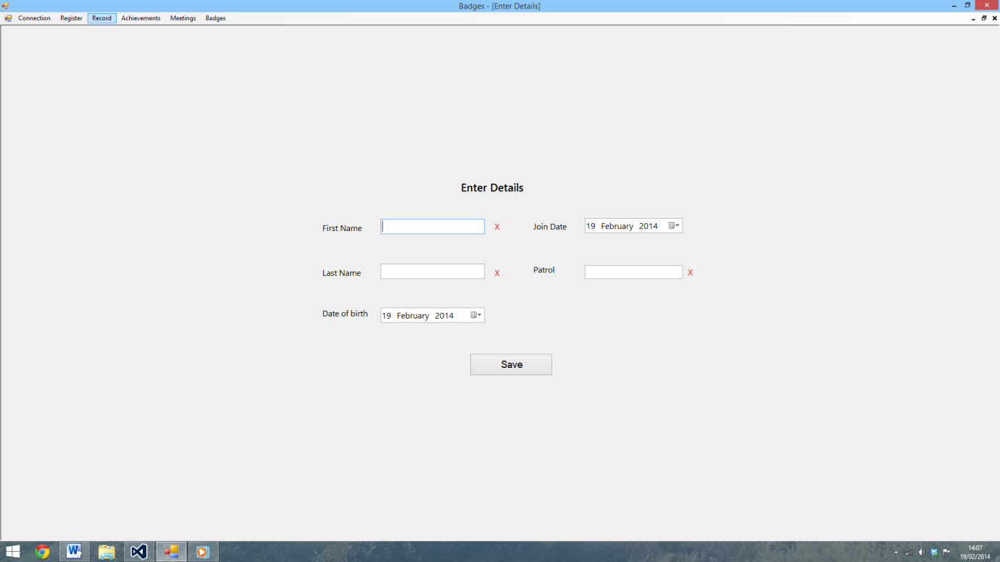 Badges - [Enter Details]
Connection Register Record Achievements Meetings Badges
Enter Details
First Name X Join Date 19 February 2014
Last Name X Patrol X
Date of birth 19 February 2014
Save
14:07
19/02/2014